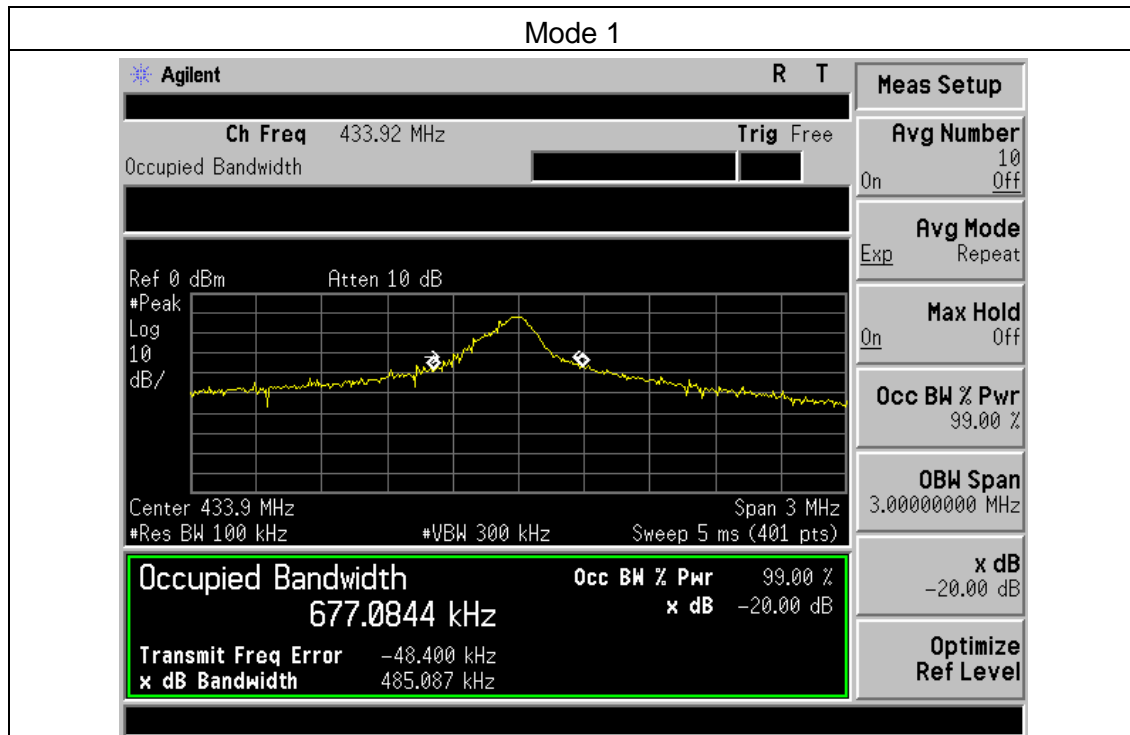 Mode 1
Agilent
R T
Ch Freq 433.92 MHz
Trig Free
Occupied Bandwidth
Ref 0 dBm
Atten 10 dB
#Peak
Log
10
dB/
Center 433.9 MHz
Span 3 MHz
#Res BW 100 kHz
#VBW 300 kHz
Sweep 5 ms (401 pts)
Occupied Bandwidth
677.0844 kHz
Occ BW % Pwr 99.00 %
x dB -20.00 dB
Transmit Freq Error -48.400 kHz
x dB Bandwidth 485.087 kHz
Meas Setup
Avg Number
10
On Off
Avg Mode
Exp Repeat
Max Hold
On Off
Occ BW % Pwr
99.00 %
OBW Span
3.00000000 MHz
x dB
-20.00 dB
Optimize
Ref Level